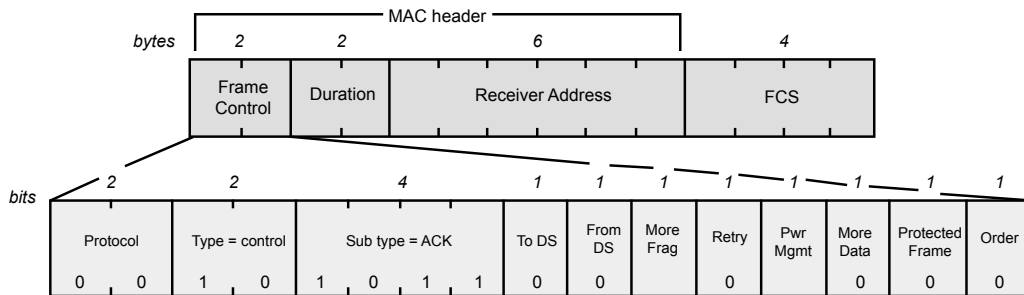 MAC header
bytes 2 2 6 4
Frame Control Duration Receiver Address FCS
bits 2 2 4 1 1 1 1 1 1 1 1
Protocol Type = control Sub type = ACK To DS From DS More Frag Retry Pwr Mgmt More Data Protected Frame Order
0 0 1 0 1 0 1 1 0 0 0 0 0 0